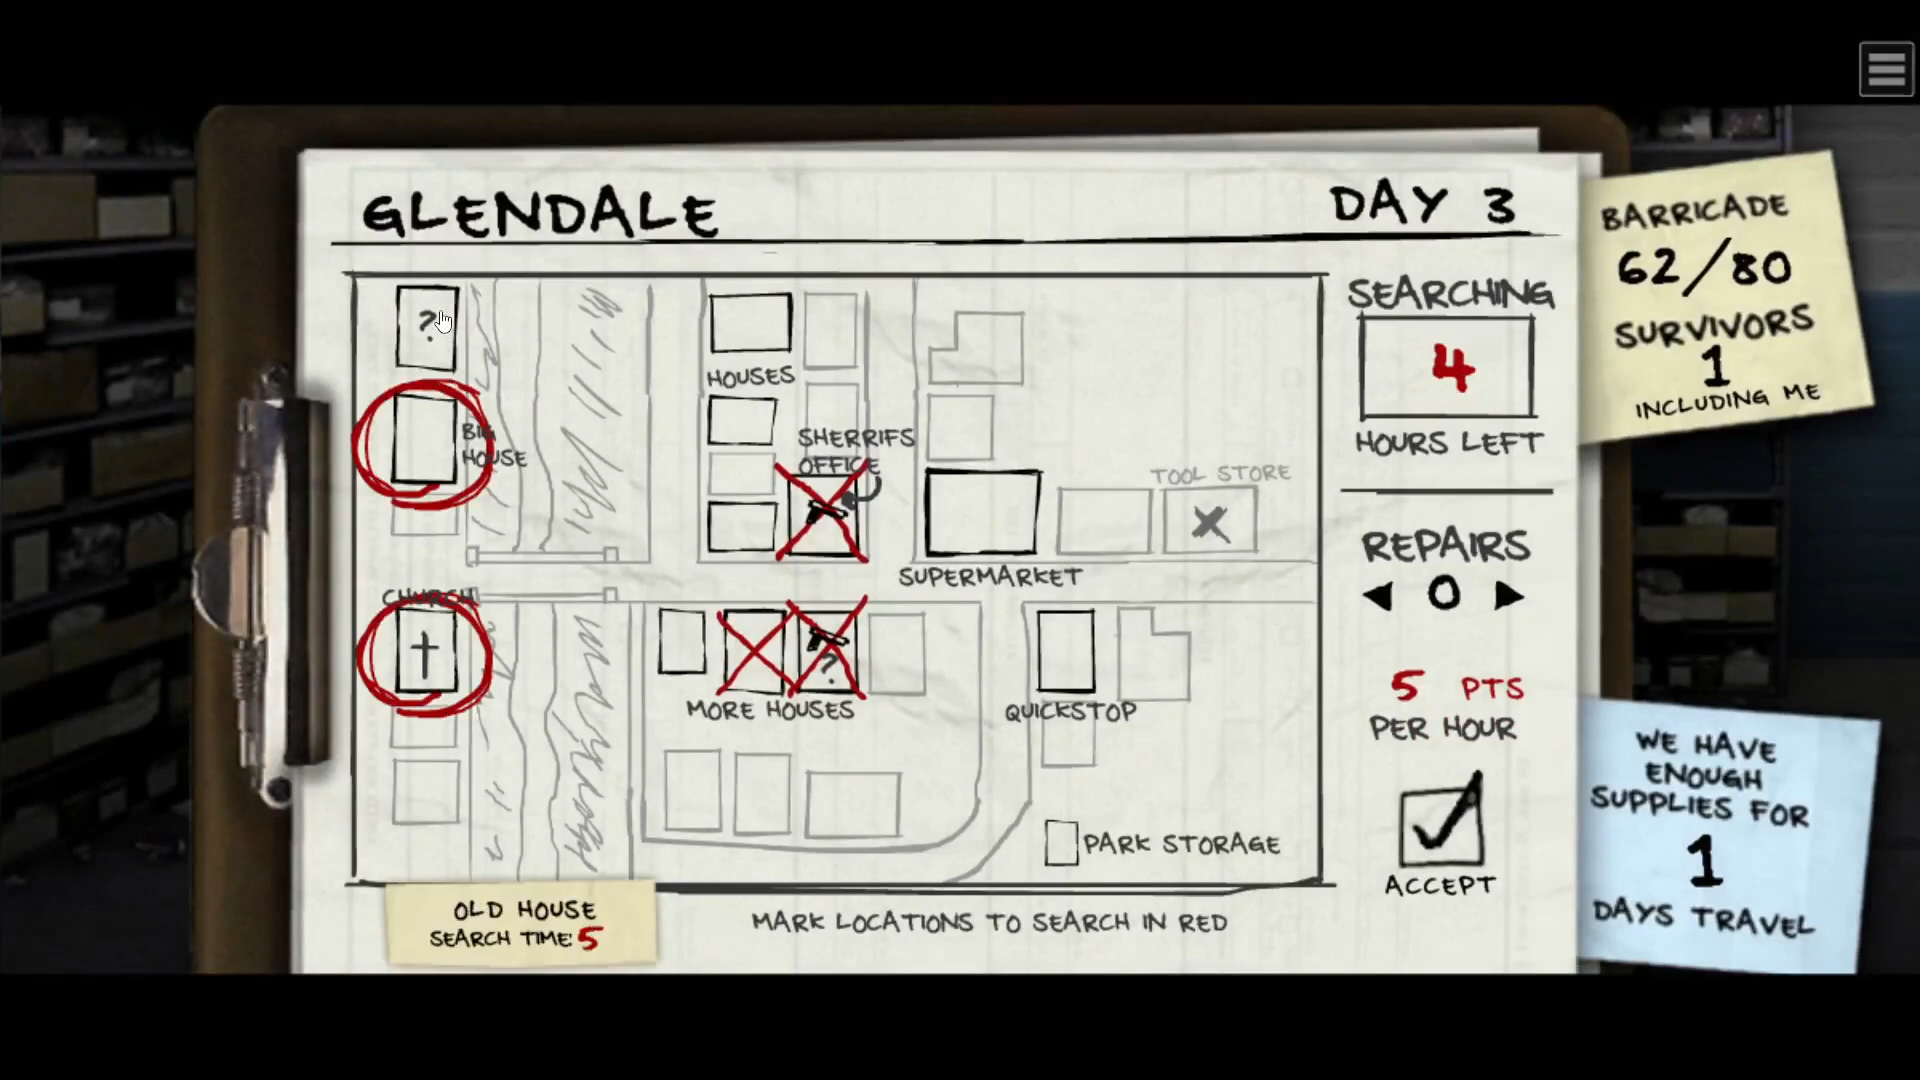 GLENDALE
DAY 3
?
BIG
HOUSE
CHURCH
HOUSES
SHERRIFS
OFFICE
SUPERMARKET
TOOL STORE
X
?
MORE HOUSES
QUICKSTOP
PARK STORAGE
OLD HOUSE
SEARCH TIME: 5
MARK LOCATIONS TO SEARCH IN RED
SEARCHING
4
HOURS LEFT
REPAIRS
0
5 PTS
PER HOUR
ACCEPT
BARRICADE
62/80
SURVIVORS
1
INCLUDING ME
WE HAVE
ENOUGH
SUPPLIES FOR
1
DAYS TRAVEL